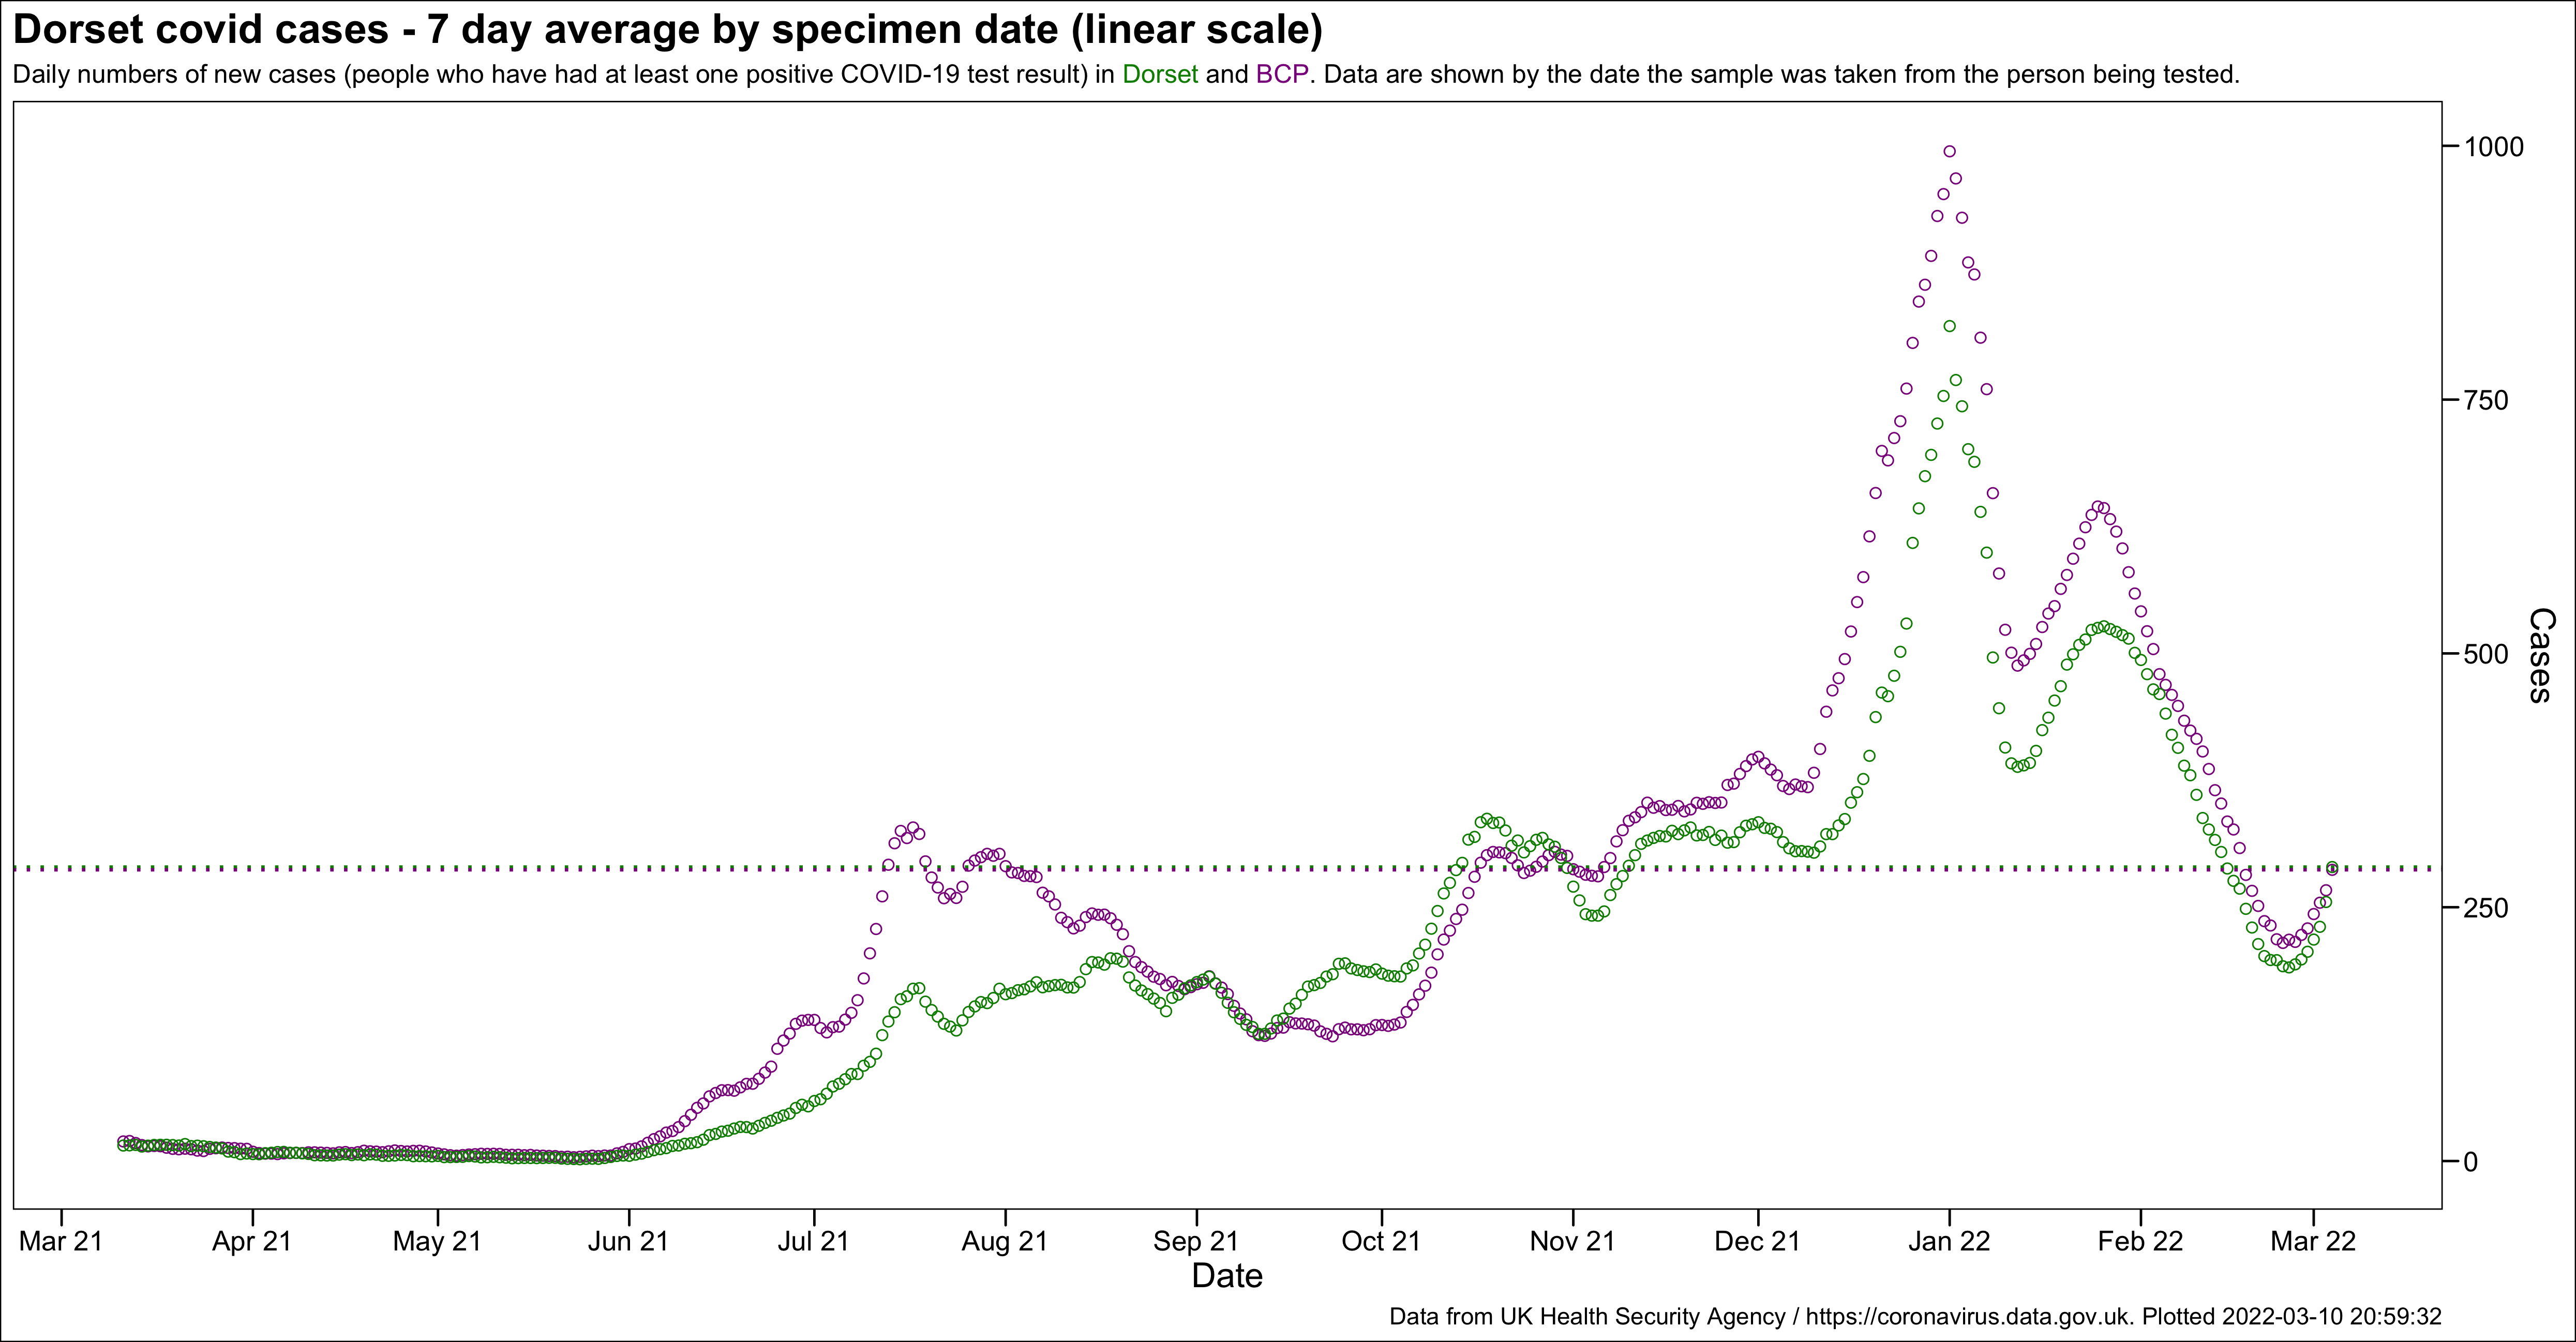 Dorset covid cases - 7 day average by specimen date (linear scale)
Daily numbers of new cases (people who have had at least one positive COVID-19 test result) in Dorset and BCP. Data are shown by the date the sample was taken from the person being tested.
1000
750
500
250
0
Cases
Mar 21 Apr 21 May 21 Jun 21 Jul 21 Aug 21 Sep 21 Oct 21 Nov 21 Dec 21 Jan 22 Feb 22 Mar 22
Date
Data from UK Health Security Agency / https://coronavirus.data.gov.uk. Plotted 2022-03-10 20:59:32